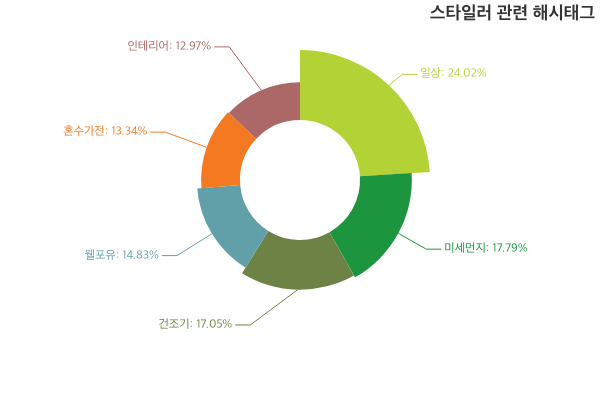 스타일러 관련 해시태그
일상: 24.02%
미세먼지: 17.79%
건조기: 17.05%
웰포유: 14.83%
혼수가전: 13.34%
인테리어: 12.97%